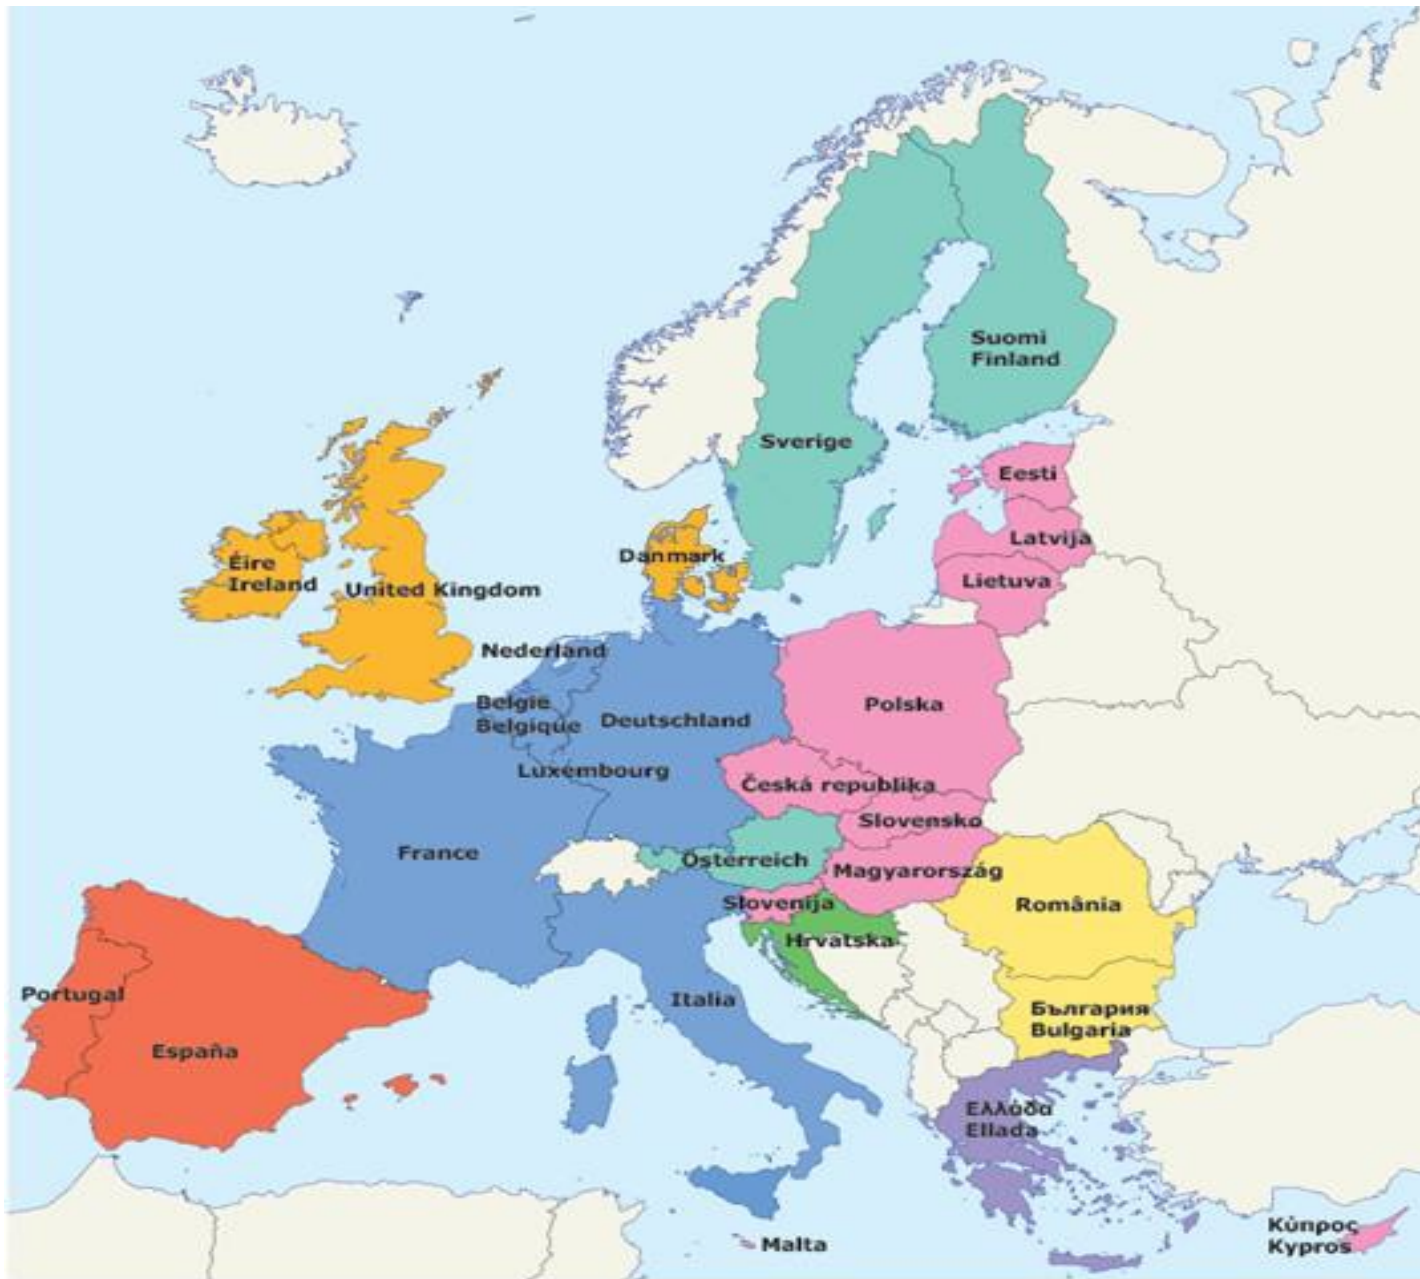 Suomi
Finland
Sverige
Eesti
Latvija
Danmark
Éire
Ireland
Lietuva
United Kingdom
Nederland
België
Belgique
Polska
Deutschland
Luxembourg
Česká republika
Slovensko
France
Österreich
Magyarország
Slovenija
România
Hrvatska
Portugal
Italia
България
Bulgaria
España
Ελλάδα
Ellada
Κύπρος
Kypros
Malta